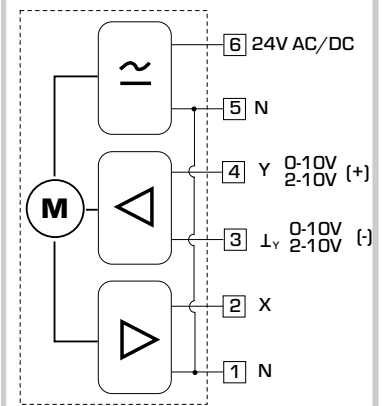 6 24V AC/DC
5 N
4 Y 0-10V 2-10V (+)
M
3 ⊥Y 0-10V 2-10V (-)
2 X
1 N